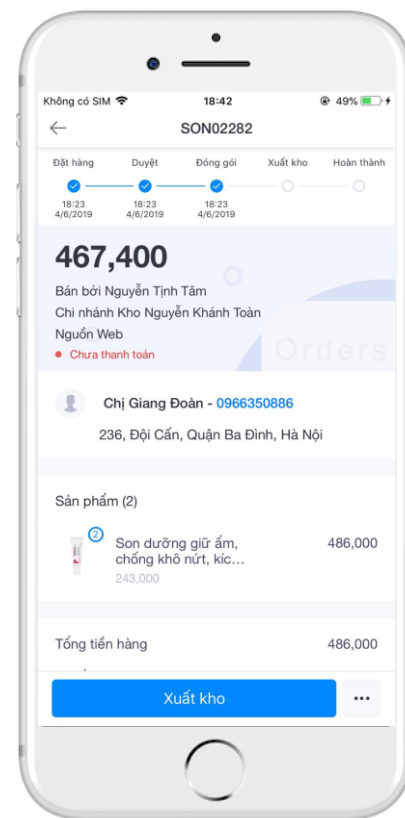 Không có SIM 18:42 49%
SON02282
Đặt hàng Duyệt Đóng gói Xuất kho Hoàn thành
18:23 18:23 18:23
4/6/2019 4/6/2019 4/6/2019
467,400
Bán bởi Nguyễn Tịnh Tâm
Chi nhánh Kho Nguyễn Khánh Toàn
Nguồn Web
Chưa thanh toán
Orders
Chị Giang Đoàn - 0966350886
236, Đội Cấn, Quận Ba Đình, Hà Nội
Sản phẩm (2)
2
Son dưỡng giữ ẩm, 486,000
chống khô nứt, kíc...
243,000
Tổng tiền hàng 486,000
Xuất kho ...